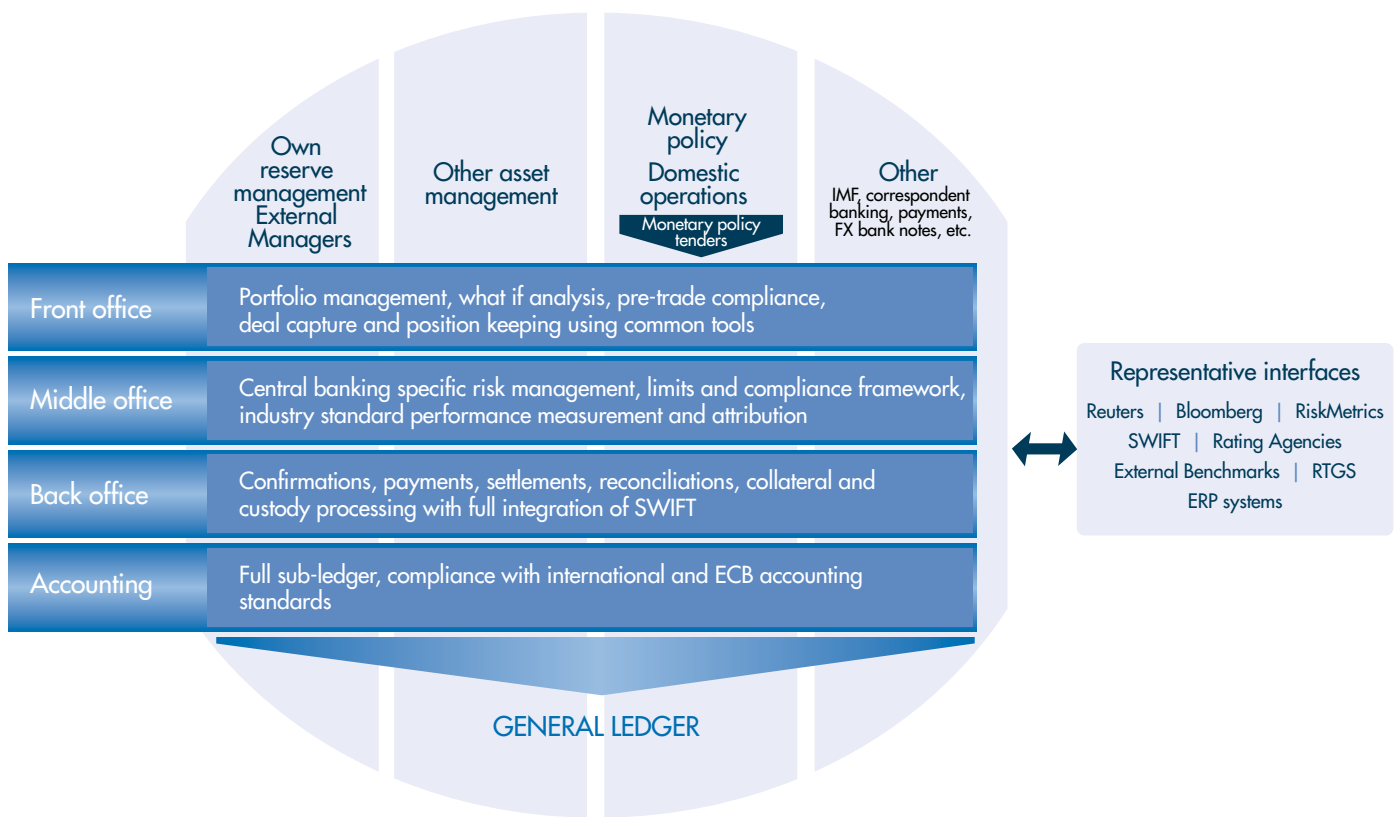 Own
reserve
management
External
Managers
Other asset
management
Monetary
policy
Domestic
operations
Monetary policy
tenders
Other
IMF, correspondent
banking, payments,
FX bank notes, etc.
Front office
Portfolio management, what if analysis, pre-trade compliance,
deal capture and position keeping using common tools
Middle office
Central banking specific risk management, limits and compliance framework,
industry standard performance measurement and attribution
Back office
Confirmations, payments, settlements, reconciliations, collateral and
custody processing with full integration of SWIFT
Accounting
Full sub-ledger, compliance with international and ECB accounting
standards
GENERAL LEDGER
Representative interfaces
Reuters | Bloomberg | RiskMetrics
SWIFT | Rating Agencies
External Benchmarks | RTGS
ERP systems